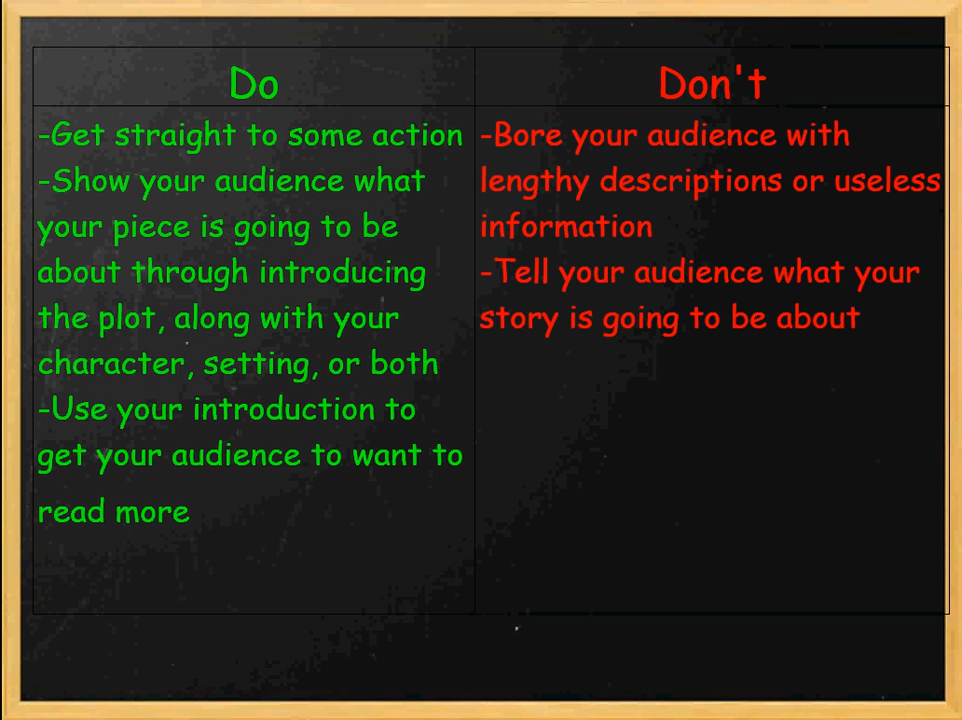 Do
-Get straight to some action
-Show your audience what
your piece is going to be
about through introducing
the plot, along with your
character, setting, or both
-Use your introduction to
get your audience to want to
read more
Don't
-Bore your audience with
lengthy descriptions or useless
information
-Tell your audience what your
story is going to be about